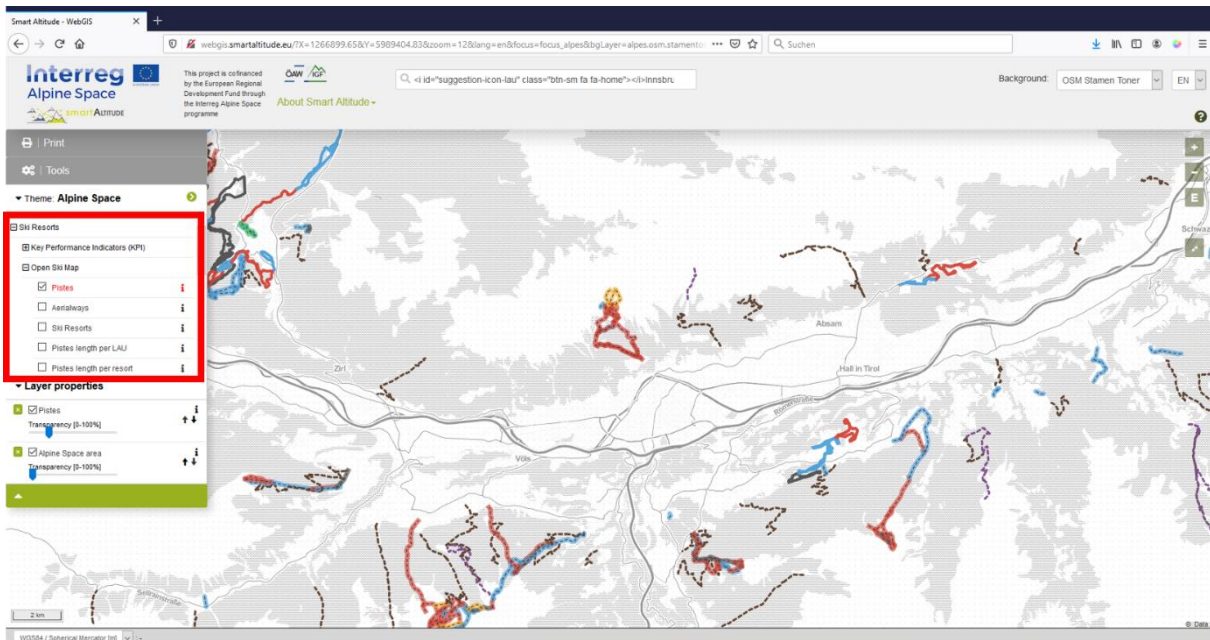 Smart Altitude - WebGIS
webgis.smartaltitude.eu/?X=1266899.65&Y=5989404.83&zoom=12&lang=en&focus=focus_alpes&bgLayer=alpes.osm.stamento
Suchen
Interreg
Alpine Space
smartALTITUDE
This project is cofinanced
by the European Regional
Development Fund through
the Interreg Alpine Space
programme
ÖAW IGF
About Smart Altitude
<i id="suggestion-icon-lau" class="btn-sm fa fa-home"></i>Innsbru
Background: OSM Stamen Toner
EN
Print
Tools
Theme: Alpine Space
Ski Resorts
Key Performance Indicators (KPI)
Open Ski Map
Pistes
Aerialways
Ski Resorts
Pistes length per LAU
Pistes length per resort
Layer properties
Pistes
Transparency [0-100%]
Alpine Space area
Transparency [0-100%]
E
Schwaz
Absam
Zirl
Hall in Tirol
Römerstraße
Völs
Sellrainstraße
2 km
© Data
WGS84 / Spherical Mercator (m)